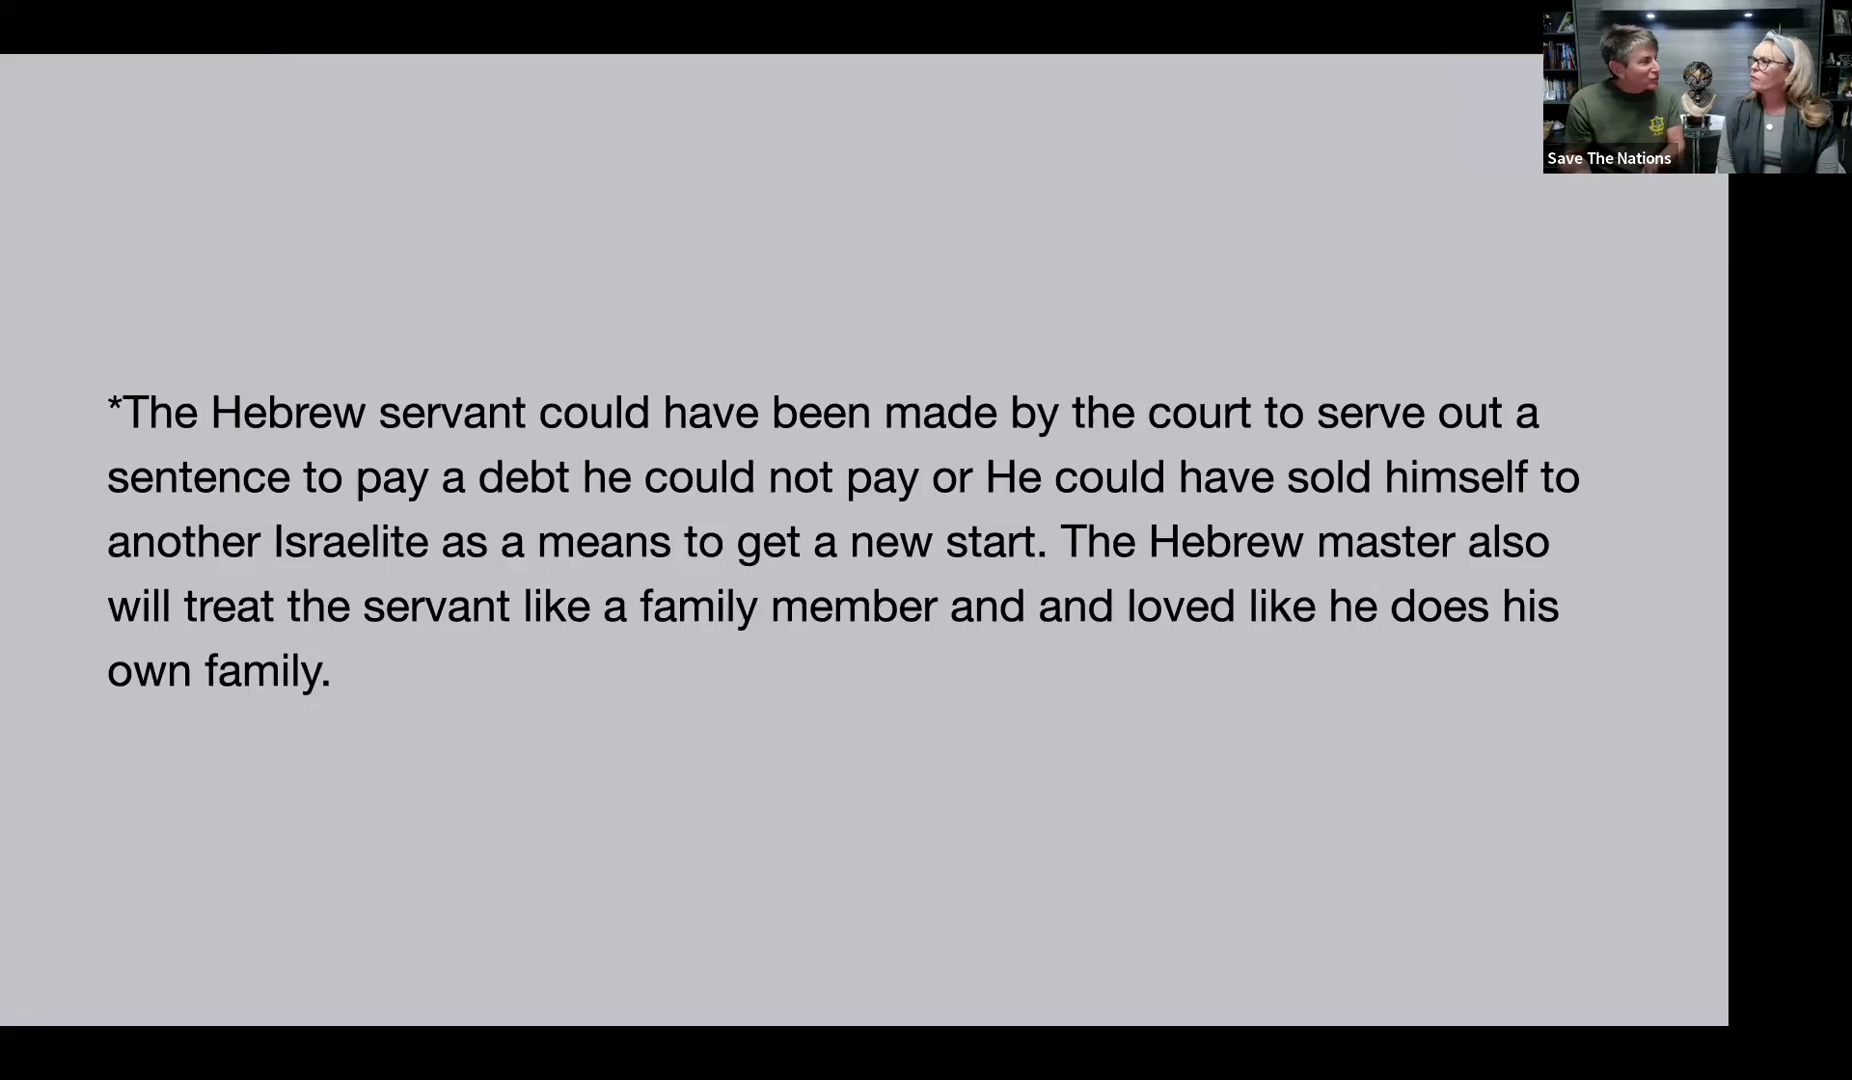 *The Hebrew servant could have been made by the court to serve out a
sentence to pay a debt he could not pay or He could have sold himself to
another Israelite as a means to get a new start. The Hebrew master also
will treat the servant like a family member and and loved like he does his
own family.
Save The Nations